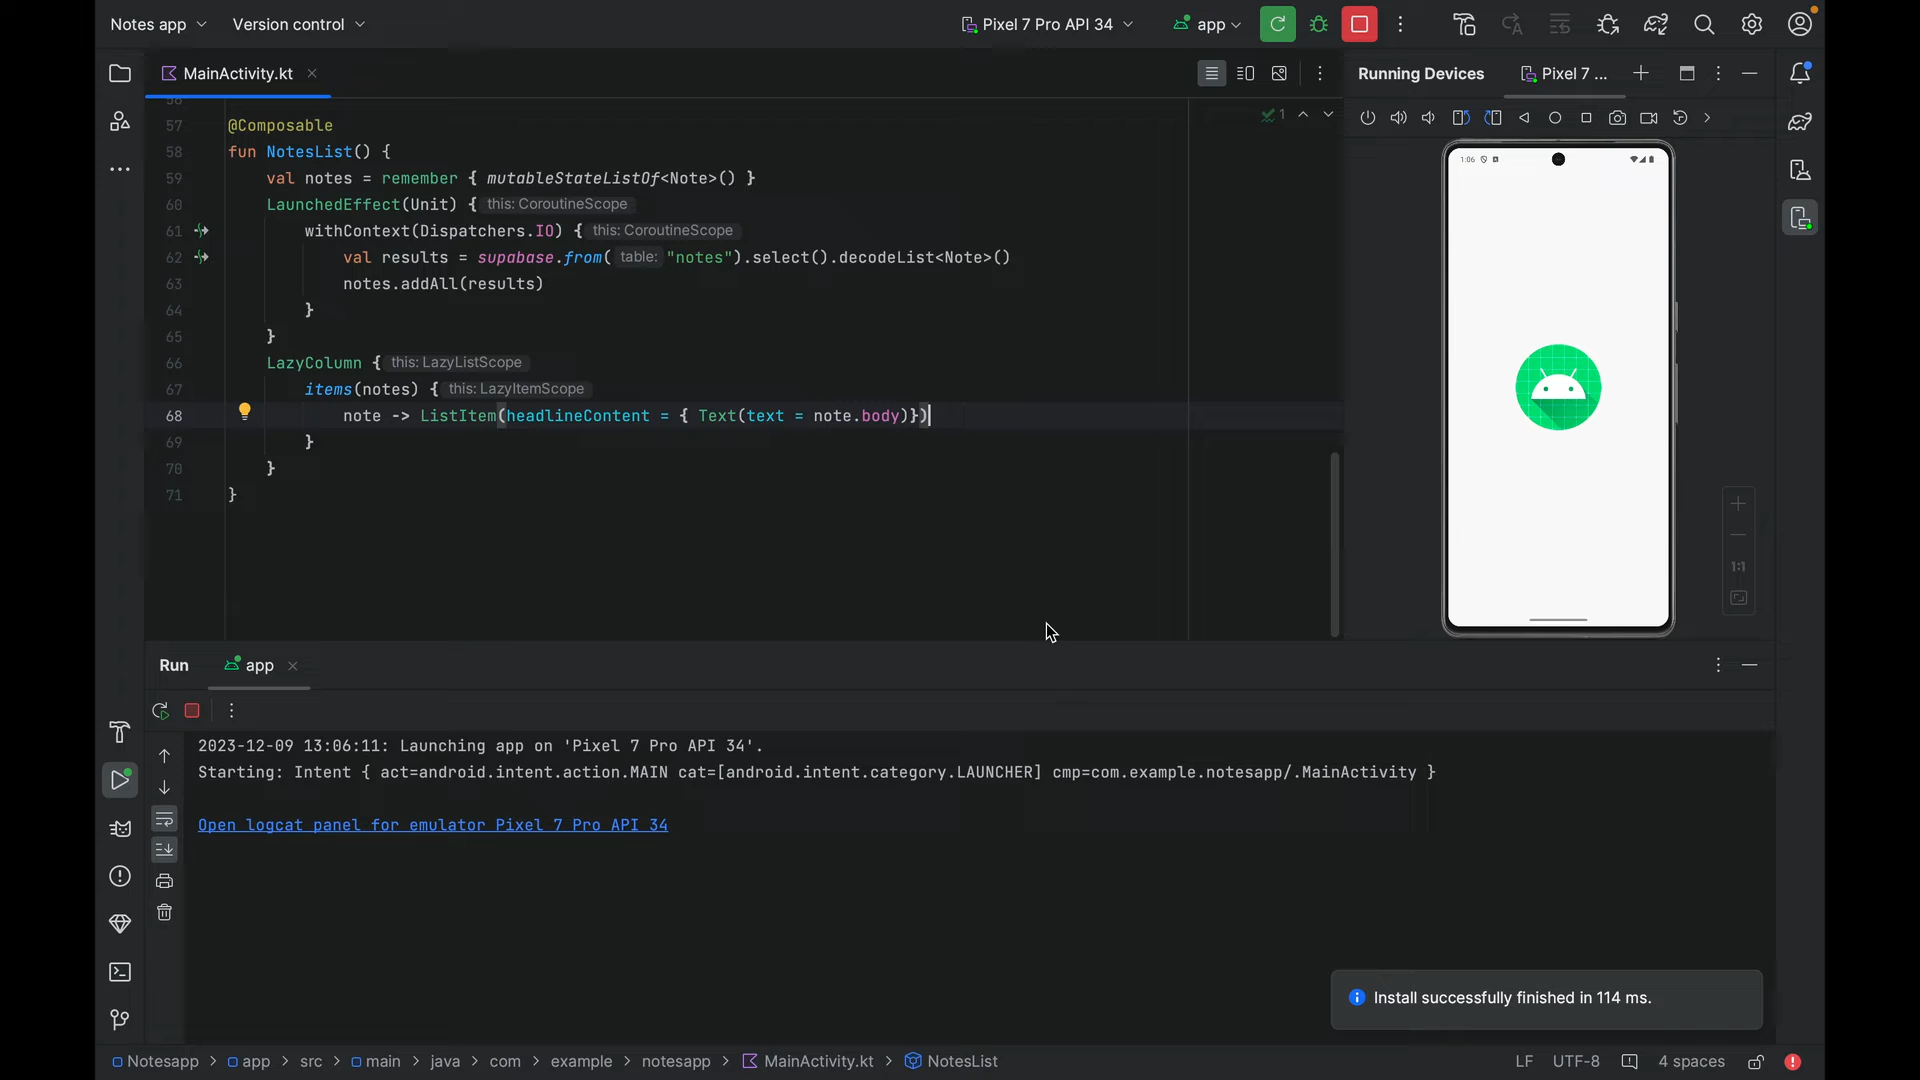 Notes app
Version control
Pixel 7 Pro API 34
app
MainActivity.kt
Running Devices
Pixel 7 ...
56
57 @Composable
1
58 fun NotesList() {
59 val notes = remember { mutableStateListOf<Note>() }
60 LaunchedEffect(Unit) { this: CoroutineScope
61 withContext(Dispatchers.IO) { this: CoroutineScope
62 val results = supabase.from( table: "notes").select().decodeList<Note>()
63 notes.addAll(results)
64 }
65 }
66 LazyColumn { this: LazyListScope
67 items(notes) { this: LazyItemScope
68 note -> ListItem(headlineContent = { Text(text = note.body)})
69 }
70 }
71 }
1:06
1:1
Run
app
2023-12-09 13:06:11: Launching app on 'Pixel 7 Pro API 34'.
Starting: Intent { act=android.intent.action.MAIN cat=[android.intent.category.LAUNCHER] cmp=com.example.notesapp/.MainActivity }
Open logcat panel for emulator Pixel 7 Pro API 34
Install successfully finished in 114 ms.
Notesapp > app > src > main > java > com > example > notesapp > MainActivity.kt > NotesList
LF UTF-8 4 spaces